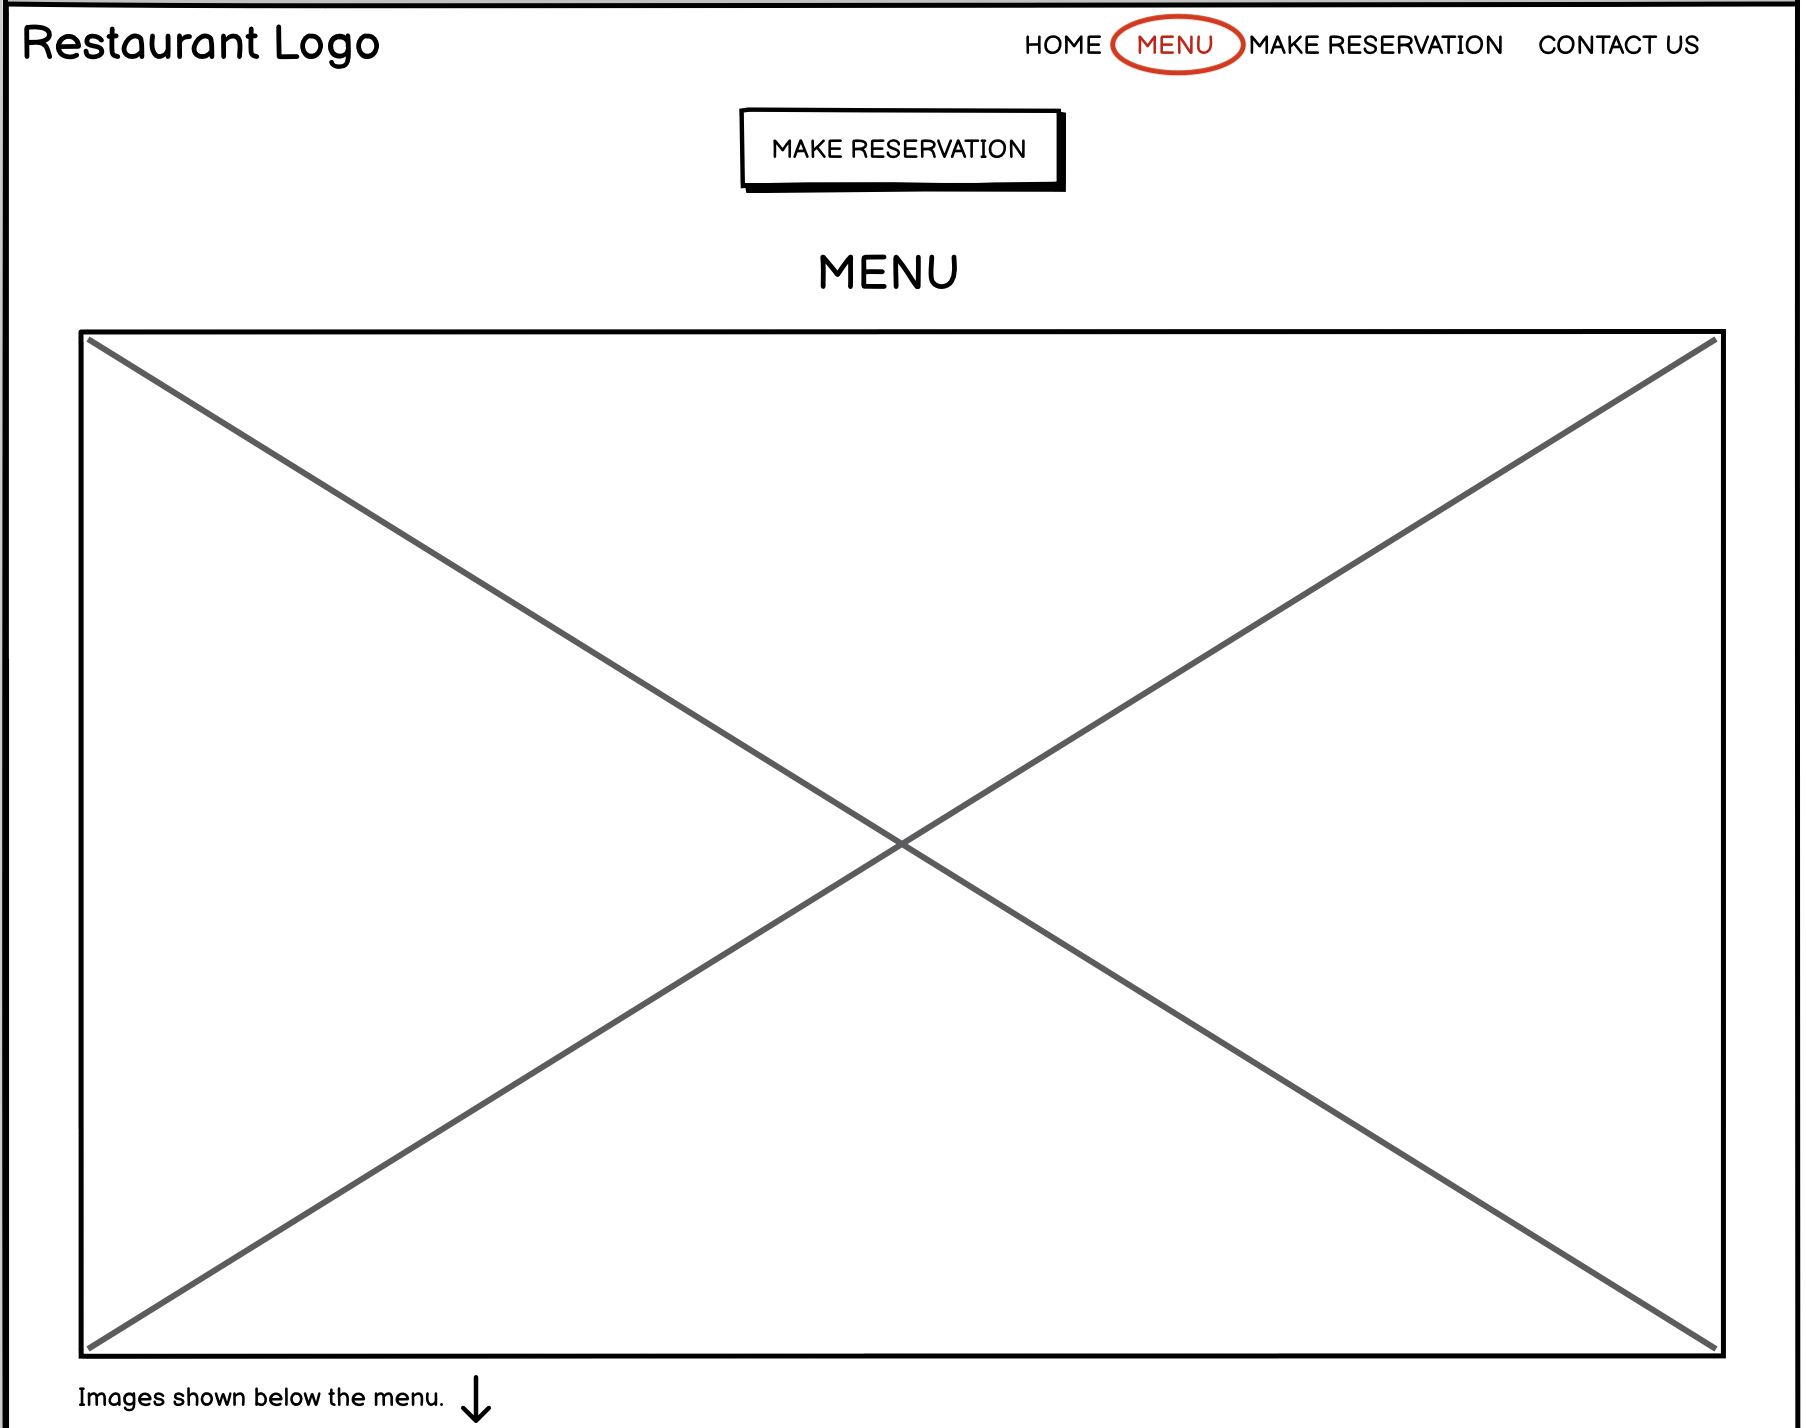 Restaurant Logo
HOME MENU MAKE RESERVATION CONTACT US
MAKE RESERVATION
MENU
Images shown below the menu.